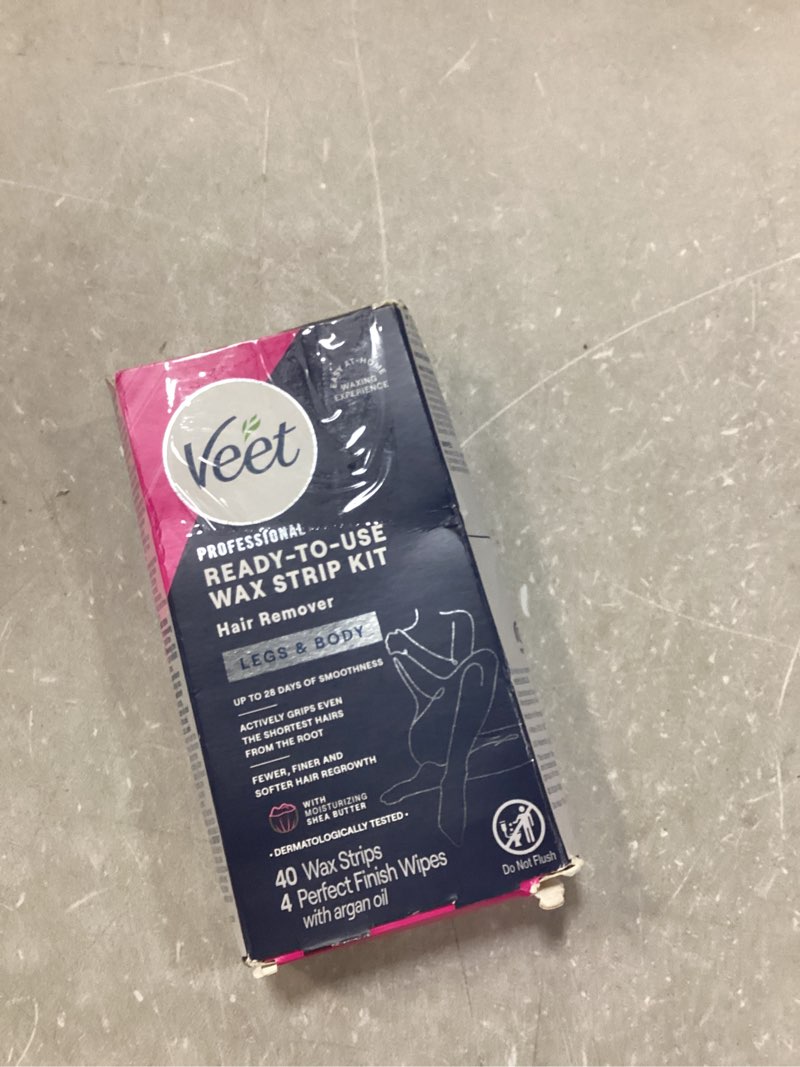 EASY AT-HOME
WAXING
EXPERIENCE
Veet
PROFESSIONAL
READY-TO-USE
WAX STRIP KIT
Hair Remover
LEGS & BODY
UP TO 28 DAYS OF SMOOTHNESS
ACTIVELY GRIPS EVEN
THE SHORTEST HAIRS
FROM THE ROOT
FEWER, FINER AND
SOFTER HAIR REGROWTH
WITH
MOISTURIZING
SHEA BUTTER
• DERMATOLOGICALLY TESTED •
40 Wax Strips
4 Perfect Finish Wipes
with argan oil
Do Not Flush